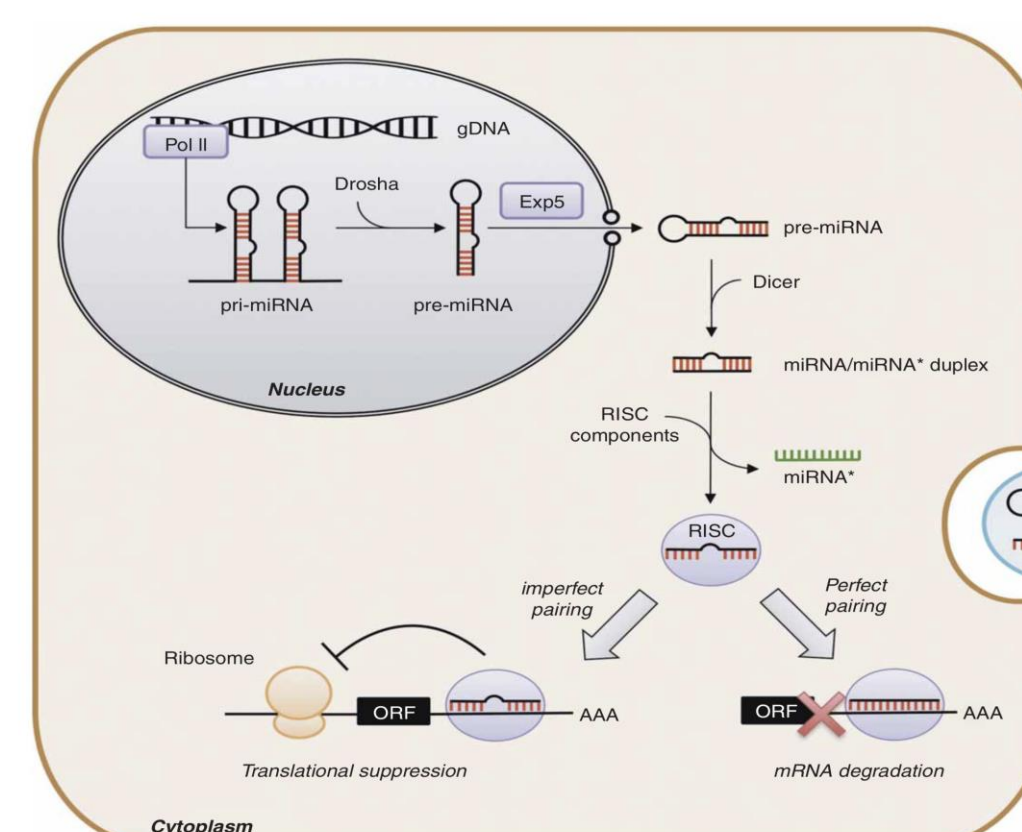 gDNA
Pol II
Drosha
Exp5
pri-miRNA
pre-miRNA
pre-miRNA
Nucleus
Dicer
miRNA/miRNA* duplex
RISC
components
miRNA*
RISC
imperfect
pairing
Perfect
pairing
Ribosome
ORF
AAA
ORF
AAA
Translational suppression
mRNA degradation
Cytoplasm